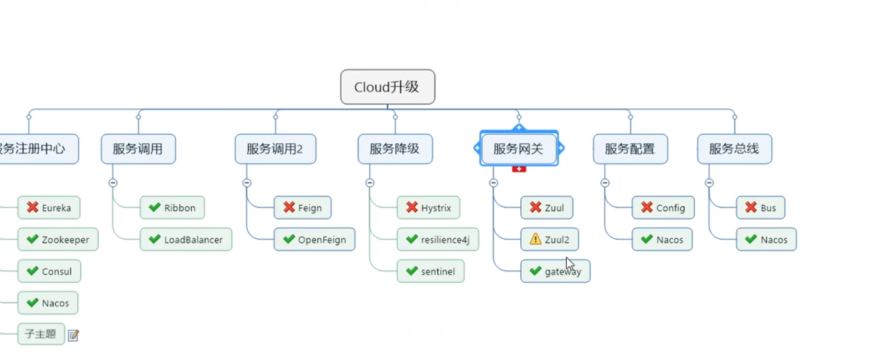 Cloud升级
务注册中心
服务调用
服务调用2
服务降级
服务网关
服务配置
服务总线
Eureka
Ribbon
Feign
Hystrix
Zuul
Config
Bus
Zookeeper
LoadBalancer
OpenFeign
resilience4j
Zuul2
Nacos
Nacos
Consul
sentinel
gateway
Nacos
子主题